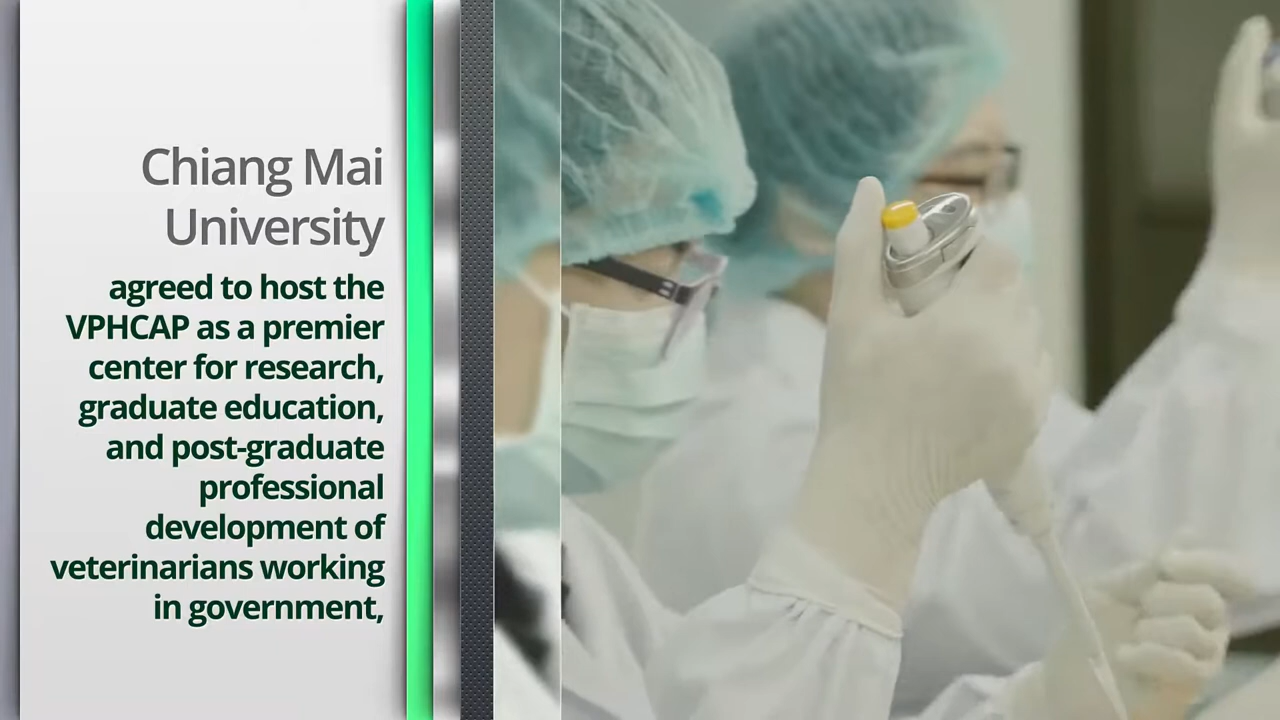 Chiang Mai
University
agreed to host the
VPHCAP as a premier
center for research,
graduate education,
and post-graduate
professional
development of
veterinarians working
in government,